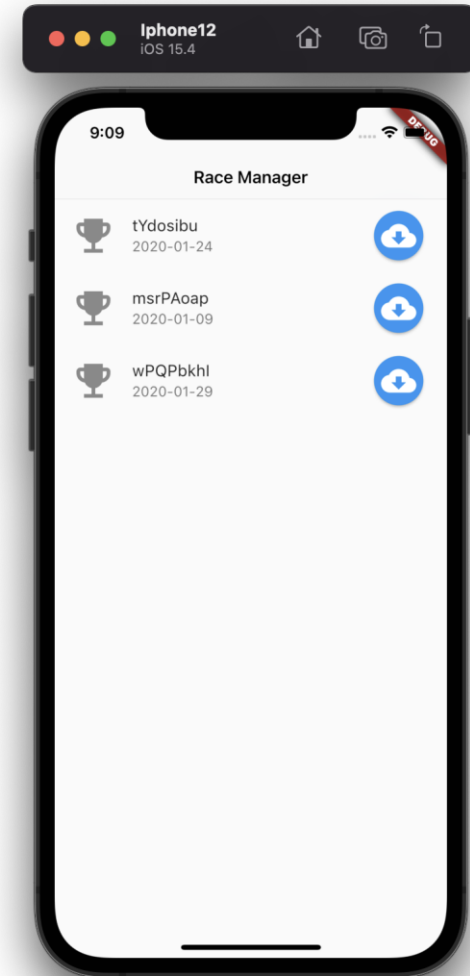 Iphone12
iOS 15.4
9:09
DEBUG
Race Manager
tYdosibu
2020-01-24
msrPAoap
2020-01-09
wPQPbkhl
2020-01-29